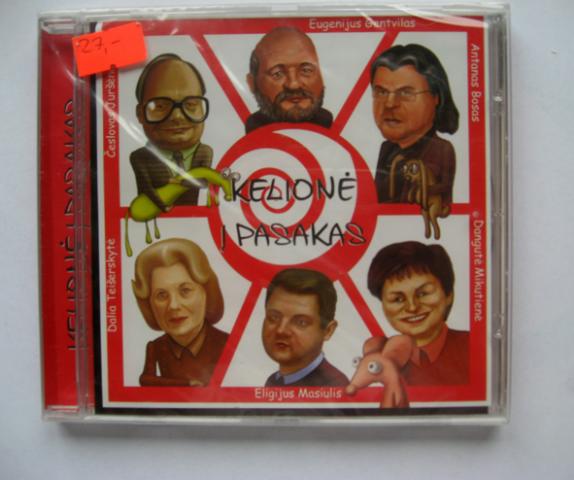 27,-
Eugenijus Gentvilas
Antanas Bosas
Česlovas Juršėnas
KELIONĖ
Į PASAKAS
Dalia Teišerskytė
Dangutė Mikutienė
Eligijus Masiulis
KELIONĖ Į PASAKAS